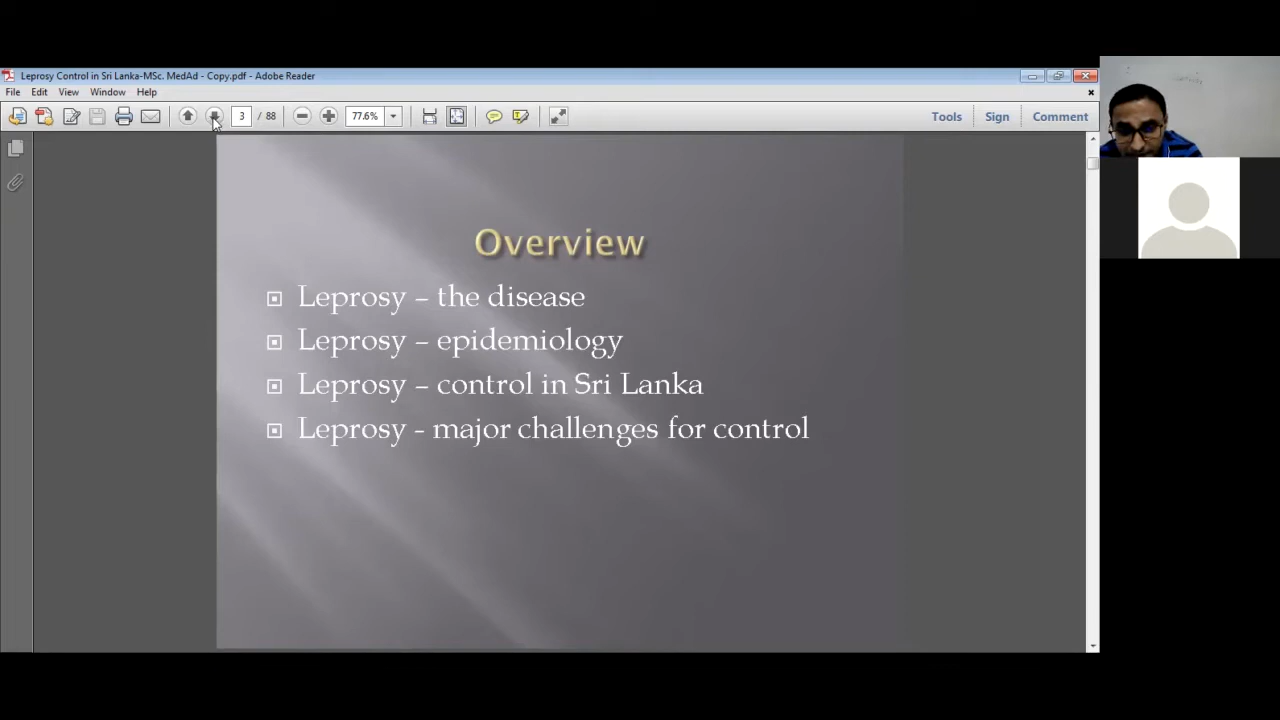 Leprosy Control in Sri Lanka-MSc. MedAd - Copy.pdf - Adobe Reader
File Edit View Window Help
3 / 88 77.6% Tools Sign Comment
Overview
Leprosy – the disease
Leprosy – epidemiology
Leprosy – control in Sri Lanka
Leprosy - major challenges for control